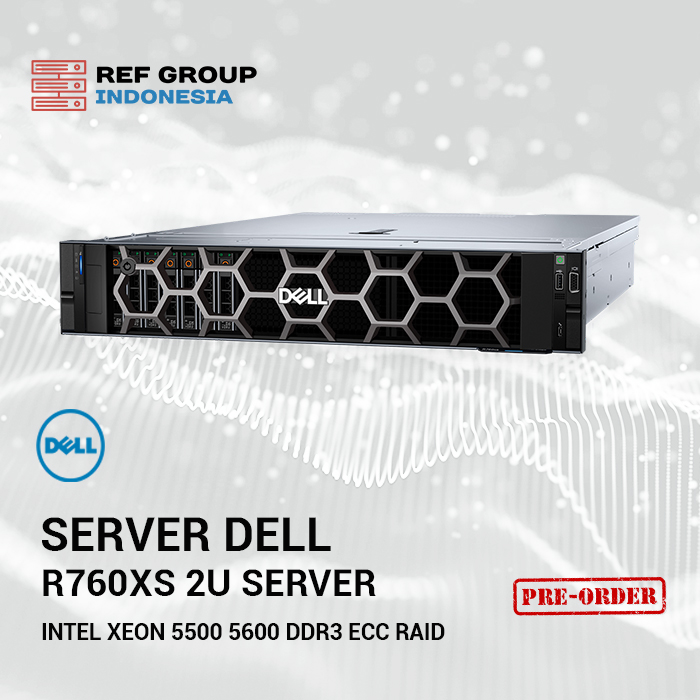 REF GROUP
INDONESIA
DELL
DELL
SERVER DELL
R760XS 2U SERVER
PRE-ORDER
INTEL XEON 5500 5600 DDR3 ECC RAID